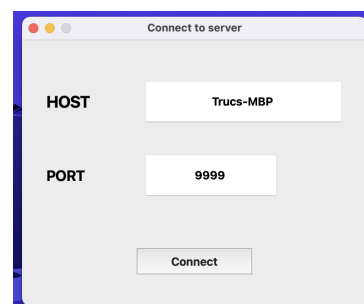 Connect to server
HOST
Trucs-MBP
PORT
9999
Connect